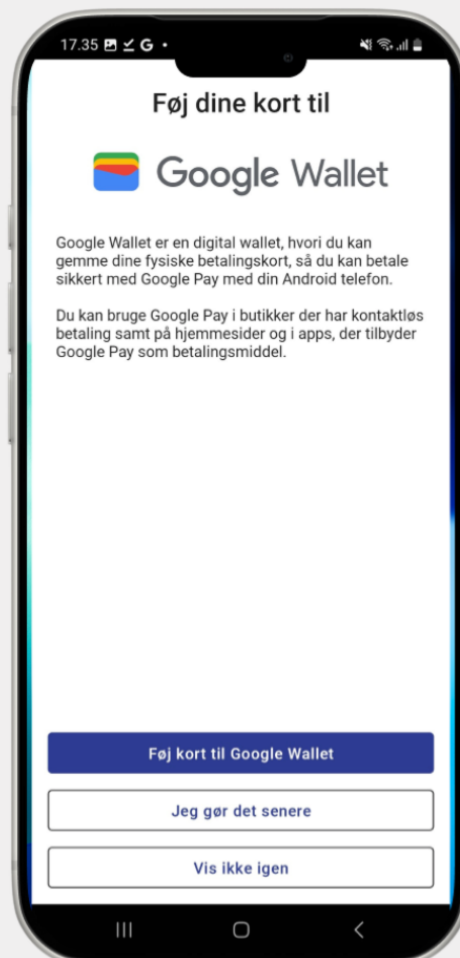 17.35 G
Føj dine kort til
Google Wallet
Google Wallet er en digital wallet, hvori du kan
gemme dine fysiske betalingskort, så du kan betale
sikkert med Google Pay med din Android telefon.
Du kan bruge Google Pay i butikker der har kontaktløs
betaling samt på hjemmesider og i apps, der tilbyder
Google Pay som betalingsmiddel.
Føj kort til Google Wallet
Jeg gør det senere
Vis ikke igen